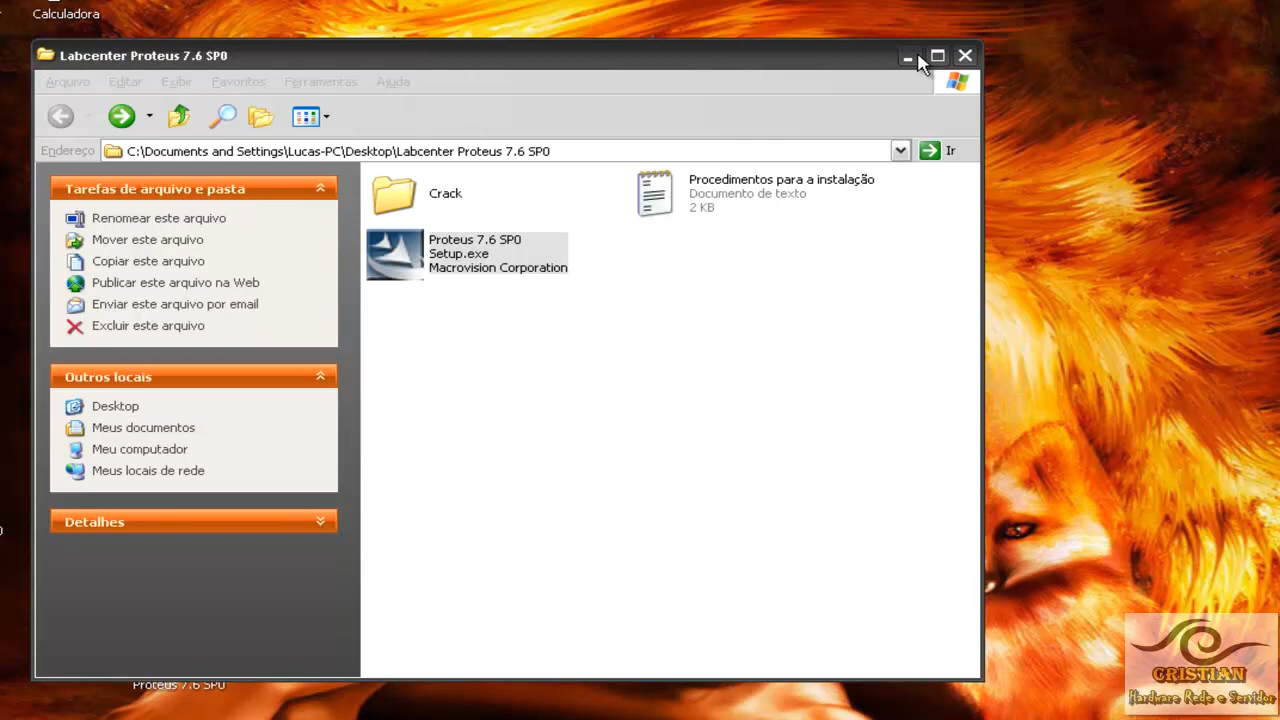 Calculadora
Labcenter Proteus 7.6 SP0
Arquivo Editar Exibir Favoritos Ferramentas Ajuda
Endereço C:\Documents and Settings\Lucas-PC\Desktop\Labcenter Proteus 7.6 SP0 Ir
Tarefas de arquivo e pasta
Renomear este arquivo
Mover este arquivo
Copiar este arquivo
Publicar este arquivo na Web
Enviar este arquivo por email
Excluir este arquivo
Outros locais
Desktop
Meus documentos
Meu computador
Meus locais de rede
Detalhes
Crack
Procedimentos para a instalação
Documento de texto
2 KB
Proteus 7.6 SP0
Setup.exe
Macrovision Corporation
Proteus 7.6 SP0
CRISTIAN
Hardware Rede e Servidor